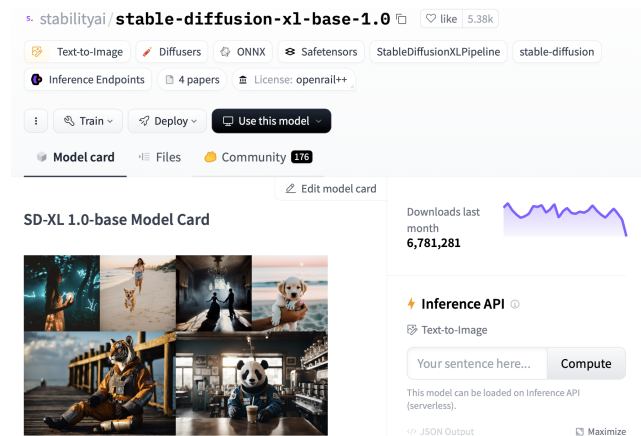 s. stabilityai/stable-diffusion-xl-base-1.0 like 5.38k
Text-to-Image Diffusers ONNX Safetensors StableDiffusionXLPipeline stable-diffusion
Inference Endpoints 4 papers License: openrail++
Train Deploy Use this model
Model card Files Community 176
Edit model card
SD-XL 1.0-base Model Card
Downloads last
month
6,781,281
Inference API
Text-to-Image
Your sentence here... Compute
This model can be loaded on Inference API
(serverless).
</> JSON Output Maximize